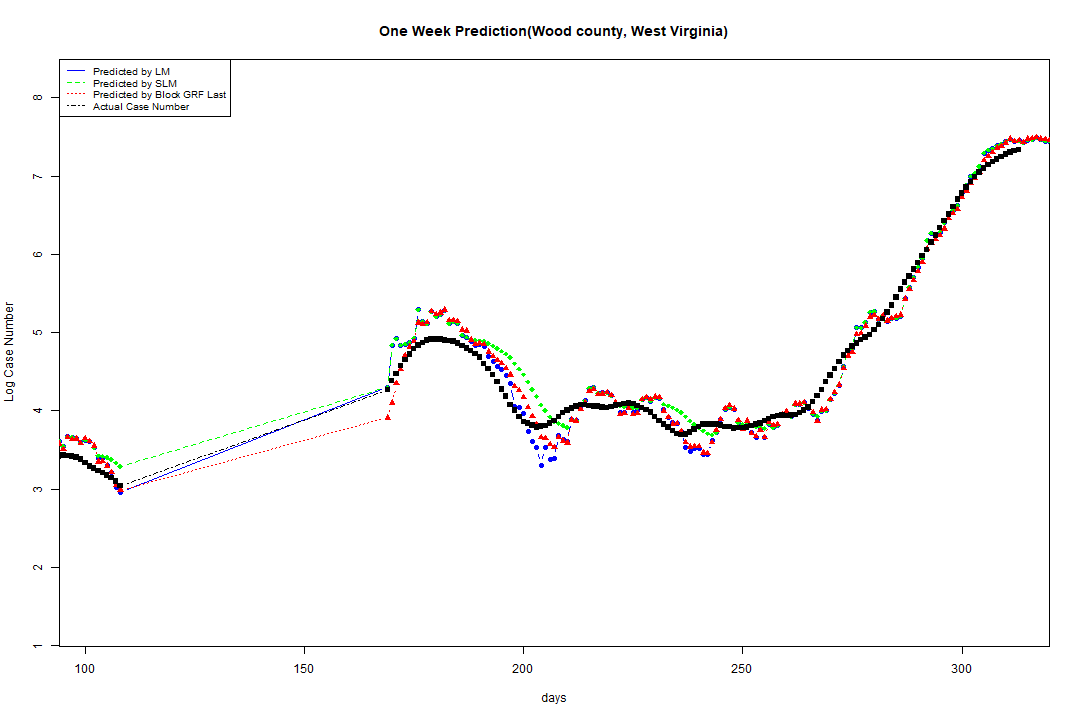 One Week Prediction(Wood county, West Virginia)
Predicted by LM
Predicted by SLM
Predicted by Block GRF Last
Actual Case Number
8
7
6
5
4
3
2
1
Log Case Number
100 150 200 250 300
days